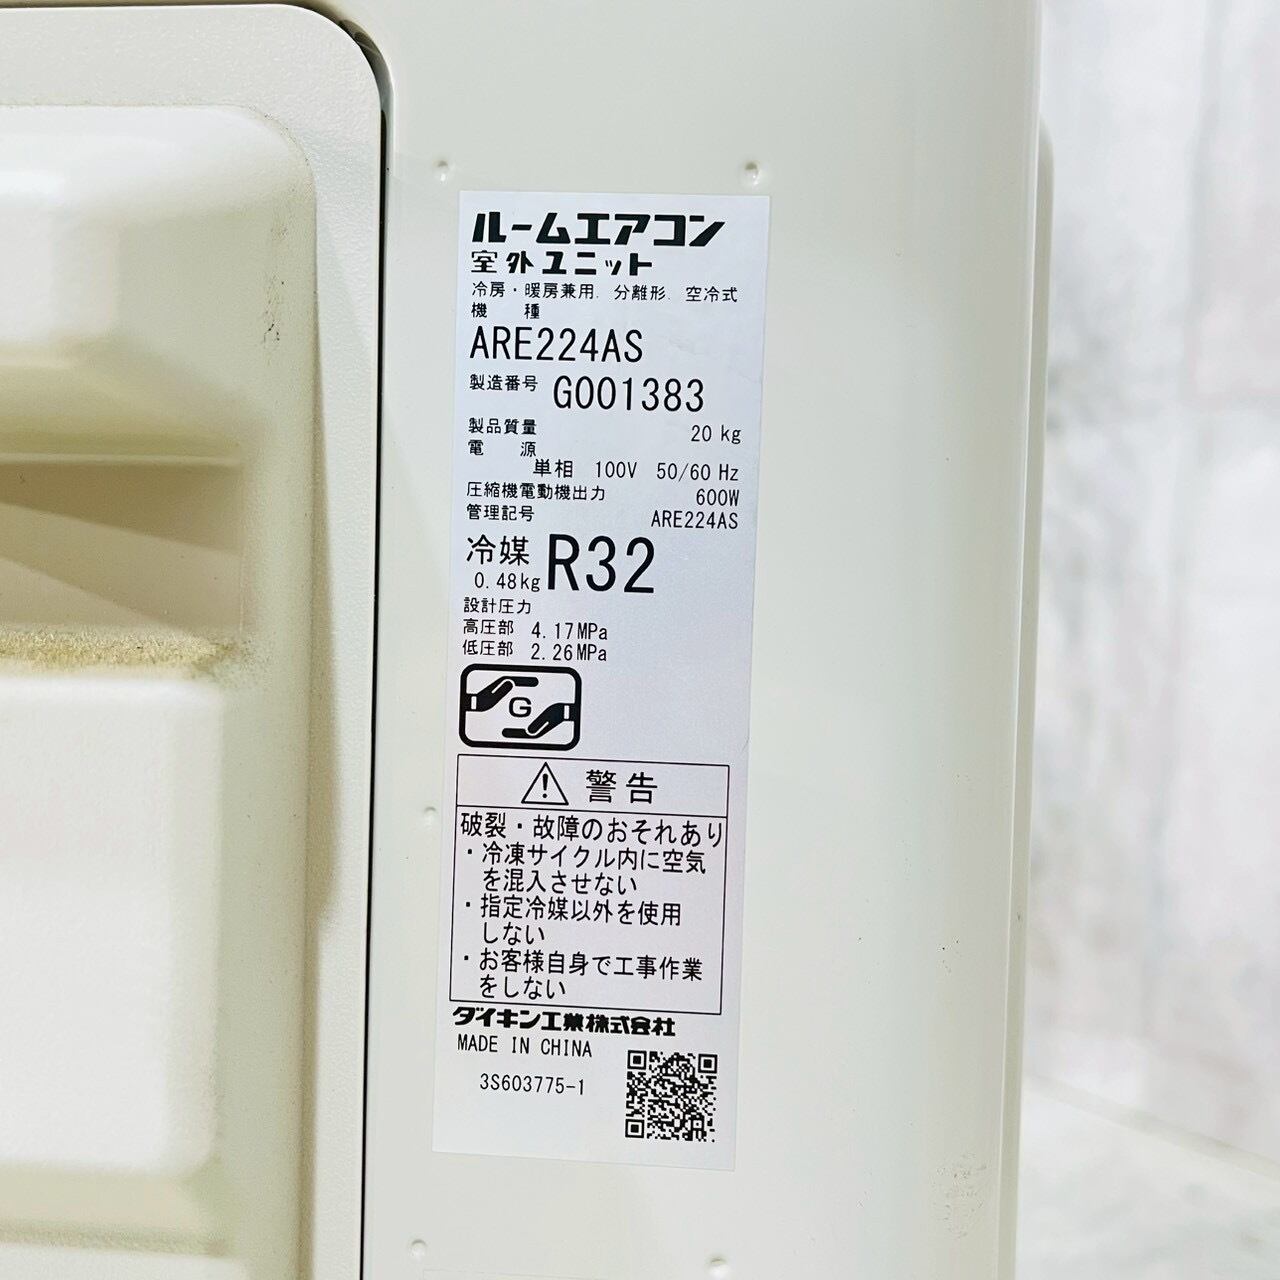 ルームエアコン
室外ユニット
冷房・暖房兼用. 分離形. 空冷式
機 種
ARE224AS
製造番号 G001383
製品質量 20 kg
電 源
単相 100V 50/60 Hz
圧縮機電動機出力 600W
管理記号 ARE224AS
冷媒 R32
0.48kg
設計圧力
高圧部 4.17MPa
低圧部 2.26MPa
G
警告
破裂・故障のおそれあり
・冷凍サイクル内に空気
を混入させない
・指定冷媒以外を使用
しない
・お客様自身で工事作業
をしない
ダイキン工業株式会社
MADE IN CHINA
3S603775-1